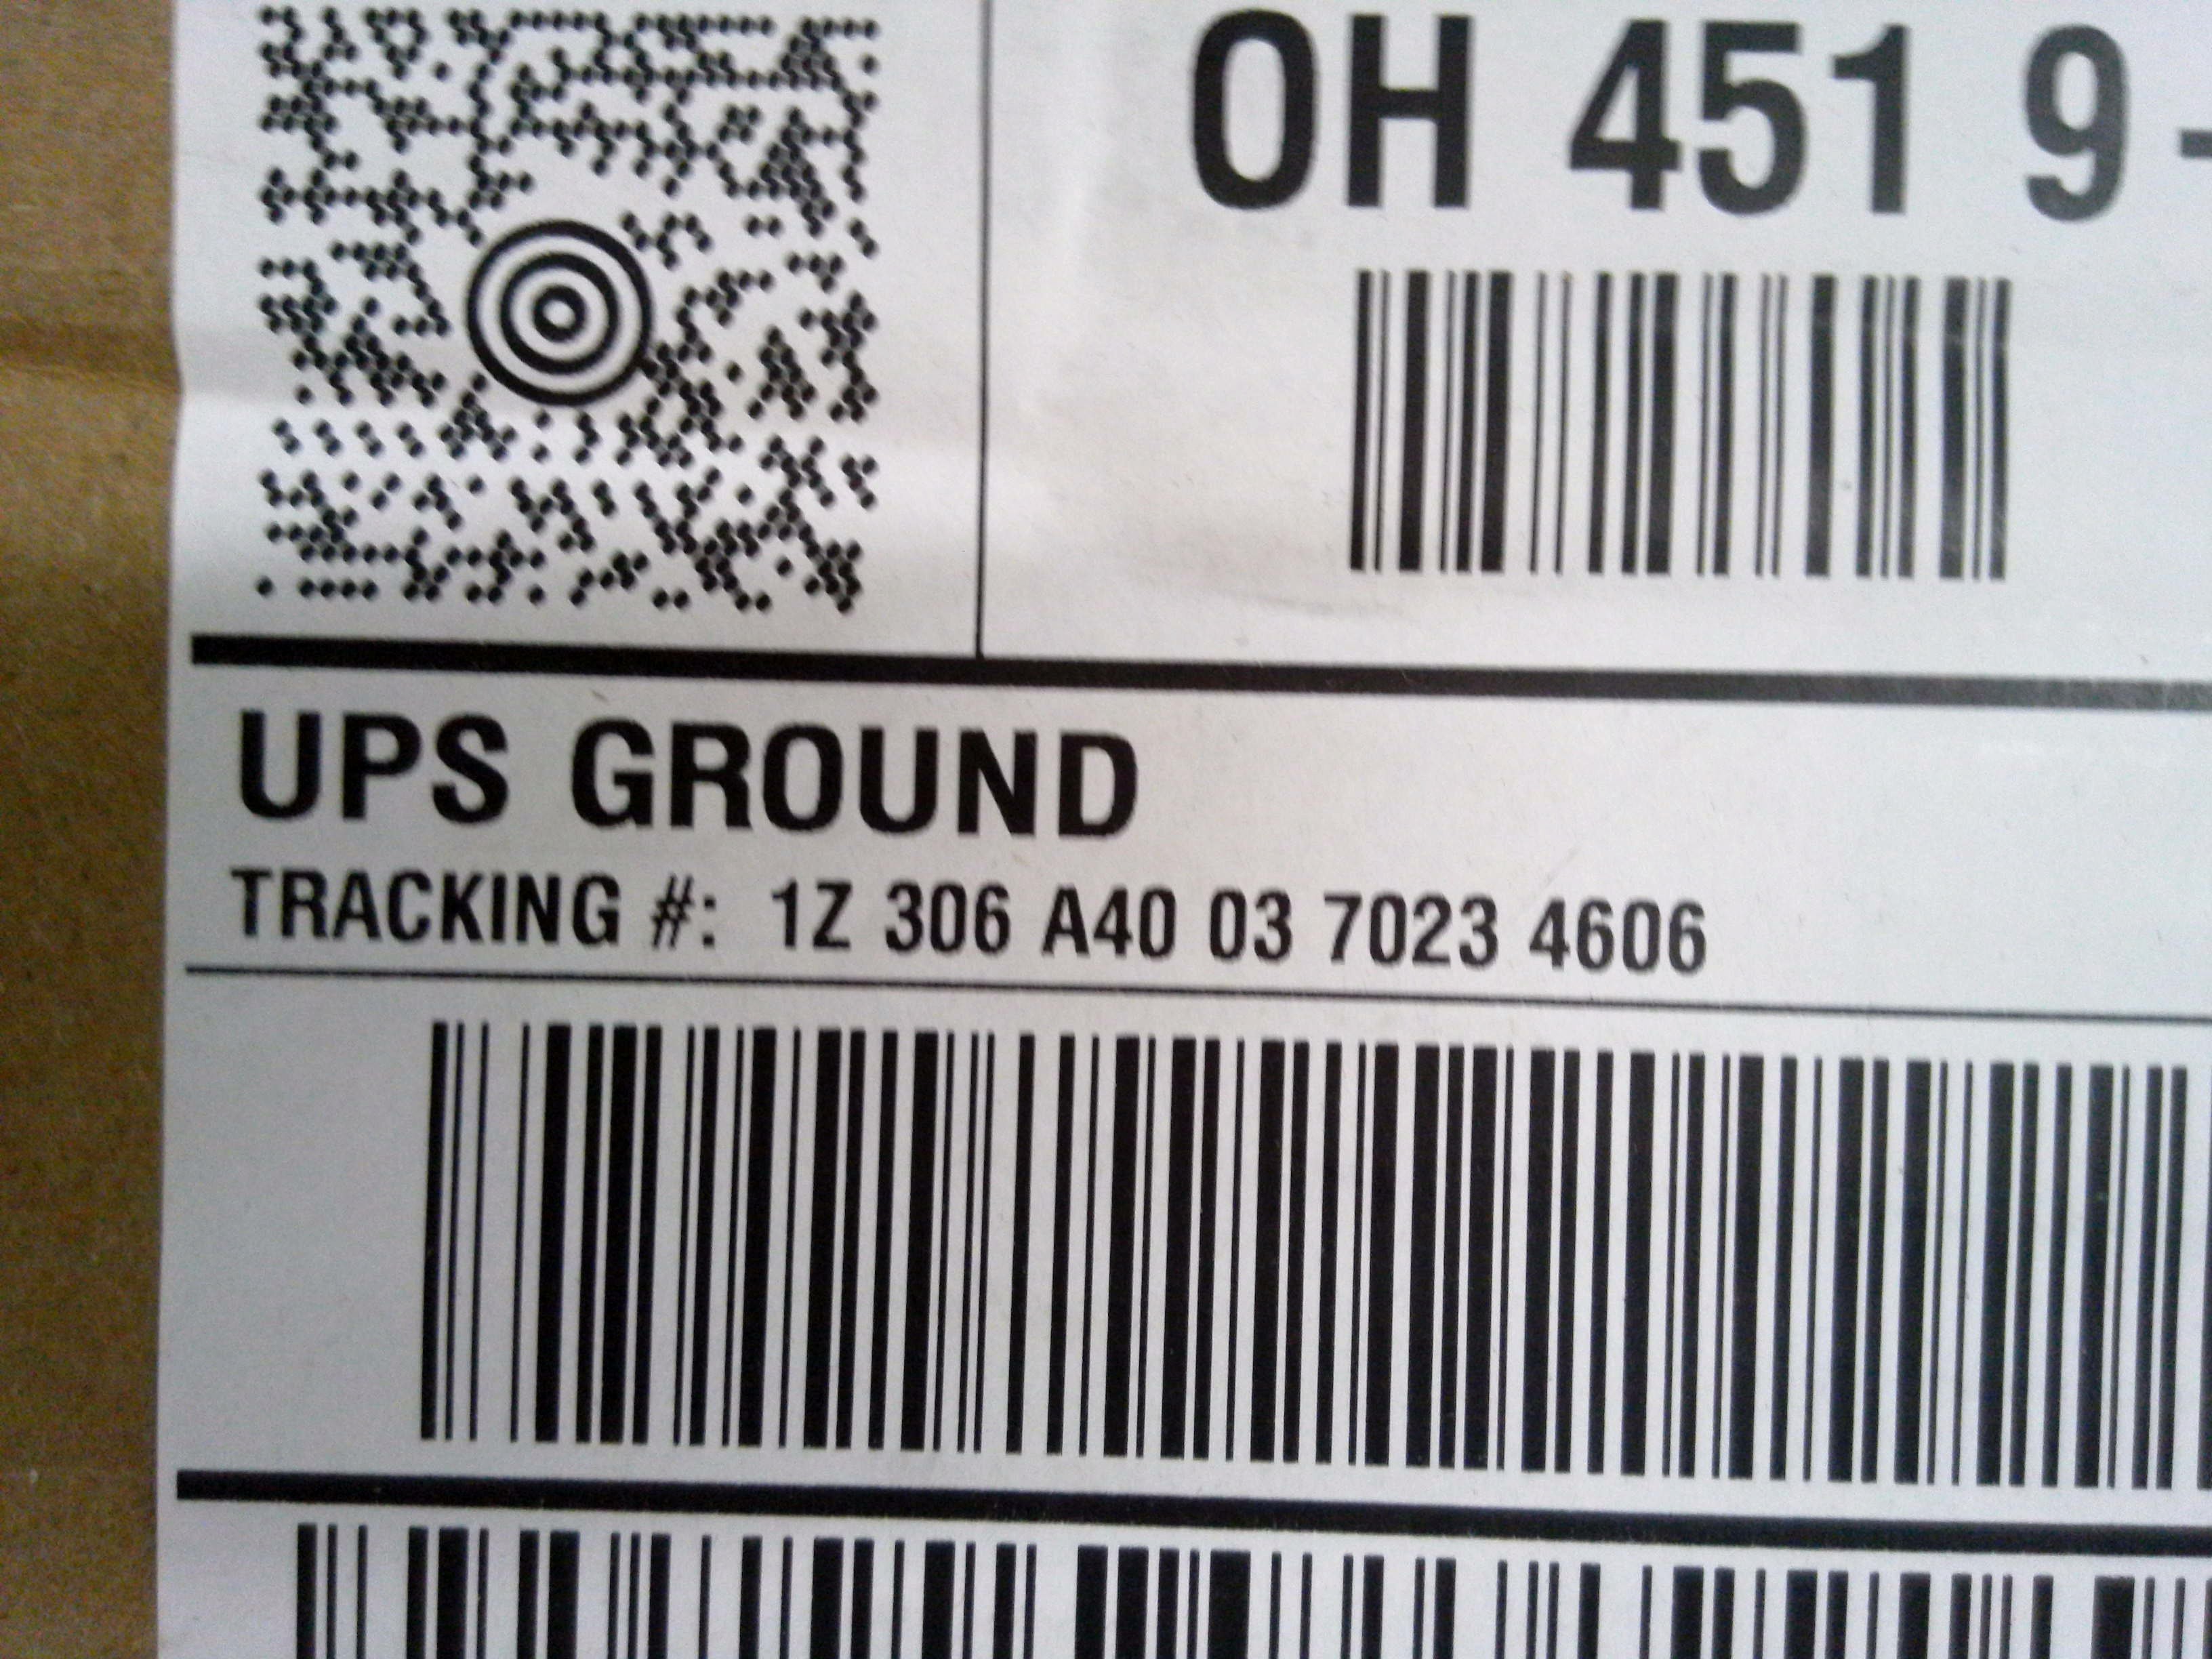 OH 451 9-
UPS GROUND
TRACKING #: 1Z 306 A40 03 7023 4606